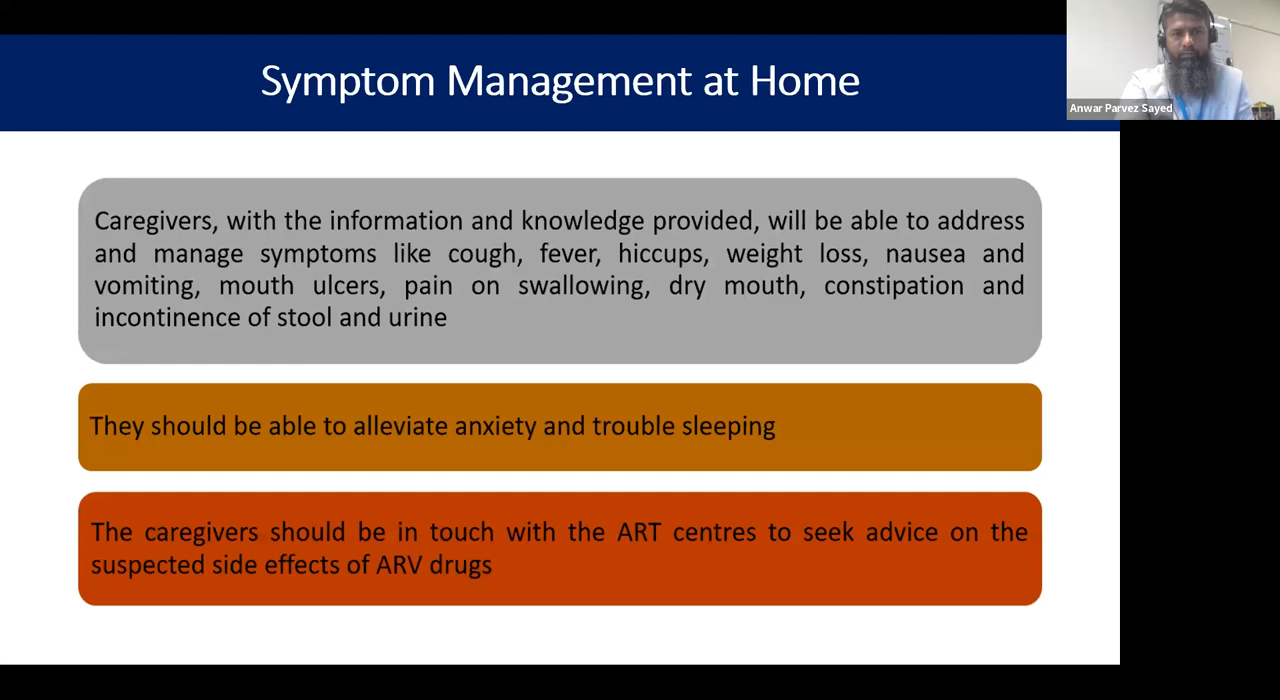 Symptom Management at Home
Anwar Parvez Sayed
Caregivers, with the information and knowledge provided, will be able to address
and manage symptoms like cough, fever, hiccups, weight loss, nausea and
vomiting, mouth ulcers, pain on swallowing, dry mouth, constipation and
incontinence of stool and urine
They should be able to alleviate anxiety and trouble sleeping
The caregivers should be in touch with the ART centres to seek advice on the
suspected side effects of ARV drugs